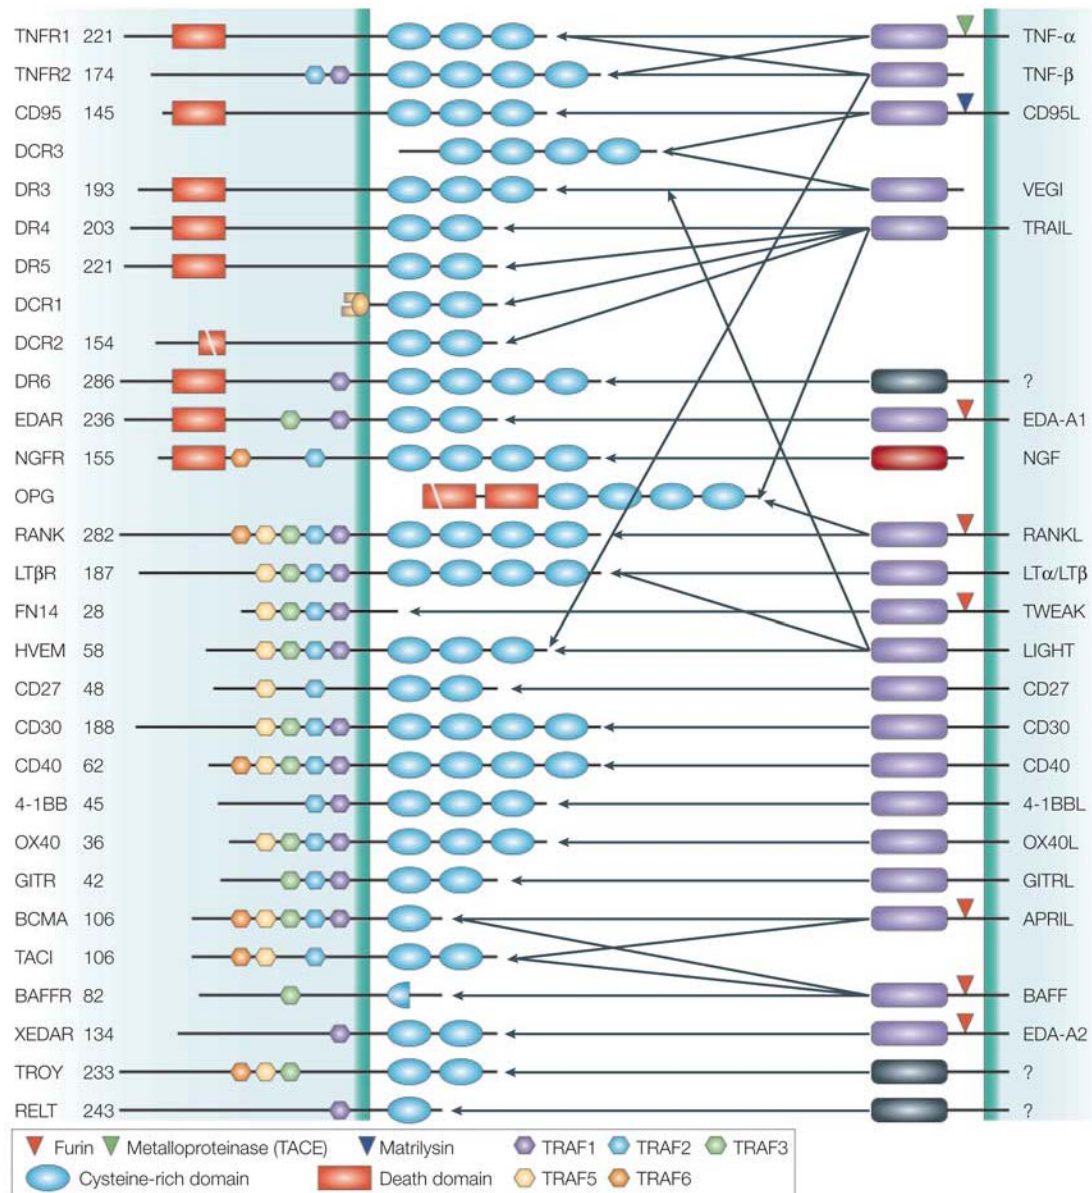 TNFR1 221 TNF-α
TNFR2 174 TNF-β
CD95 145 CD95L
DCR3
DR3 193 VEGI
DR4 203 TRAIL
DR5 221
DCR1
DCR2 154
DR6 286 ?
EDAR 236 EDA-A1
NGFR 155 NGF
OPG
RANK 282 RANKL
LTβR 187 LTα/LTβ
FN14 28 TWEAK
HVEM 58 LIGHT
CD27 48 CD27
CD30 188 CD30
CD40 62 CD40
4-1BB 45 4-1BBL
OX40 36 OX40L
GITR 42 GITRL
BCMA 106 APRIL
TACI 106
BAFFR 82 BAFF
XEDAR 134 EDA-A2
TROY 233 ?
RELT 243 ?
Furin Metalloproteinase (TACE) Matrilysin TRAF1 TRAF2 TRAF3
Cysteine-rich domain Death domain TRAF5 TRAF6